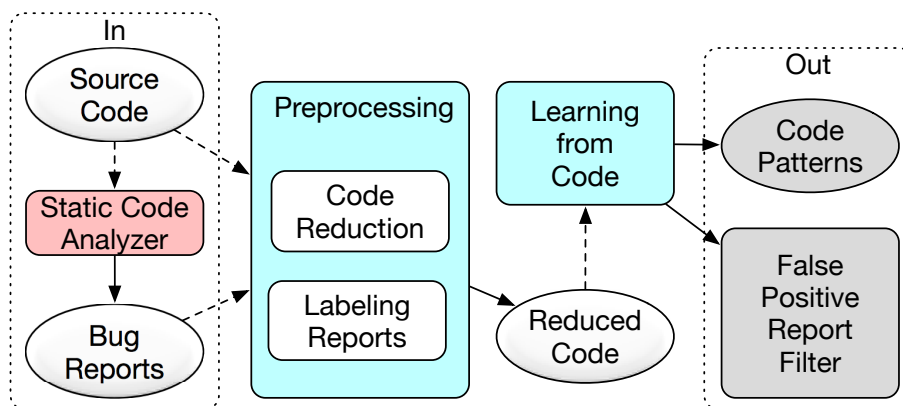 In
Source
Code
Static Code
Analyzer
Bug
Reports
Preprocessing
Code
Reduction
Labeling
Reports
Learning
from
Code
Reduced
Code
Out
Code
Patterns
False
Positive
Report
Filter